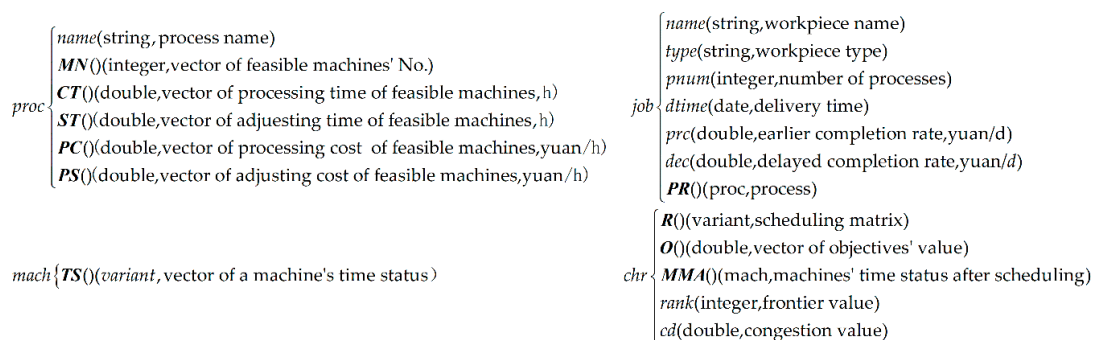 proc
name(string,process name)
MN()(integer,vector of feasible machines' No.)
CT()(double,vector of processing time of feasible machines,h)
ST()(double,vector of adjuesting time of feasible machines,h)
PC()(double,vector of processing cost of feasible machines,yuan/h)
PS()(double,vector of adjusting cost of feasible machines,yuan/h)
job
name(string,workpiece name)
type(string,workpiece type)
pnum(integer,number of processes)
dtime(date,delivery time)
prc(double,earlier completion rate,yuan/d)
dec(double,delayed completion rate,yuan/d)
PR()(proc,process)
mach{TS()(variant,vector of a machine's time status)
chr
R()(variant,scheduling matrix)
O()(double,vector of objectives' value)
MMA()(mach,machines' time status after scheduling)
rank(integer,frontier value)
cd(double,congestion value)